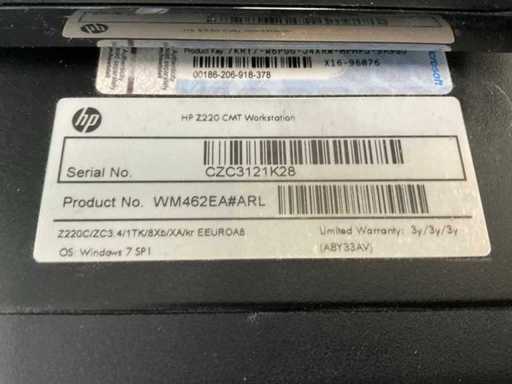 Product Key:
00186-206-918-378
X16-96076
hp
HP Z220 CMT Workstation
Serial No.
CZC3121K28
Product No. WM462EA#ARL
Z220C/ZC3.4/1TK/8Xb/XA/kr EEUROA8
Limited Warranty: 3y/3y/3y
OS: Windows 7 SP1
(ABY33AV)